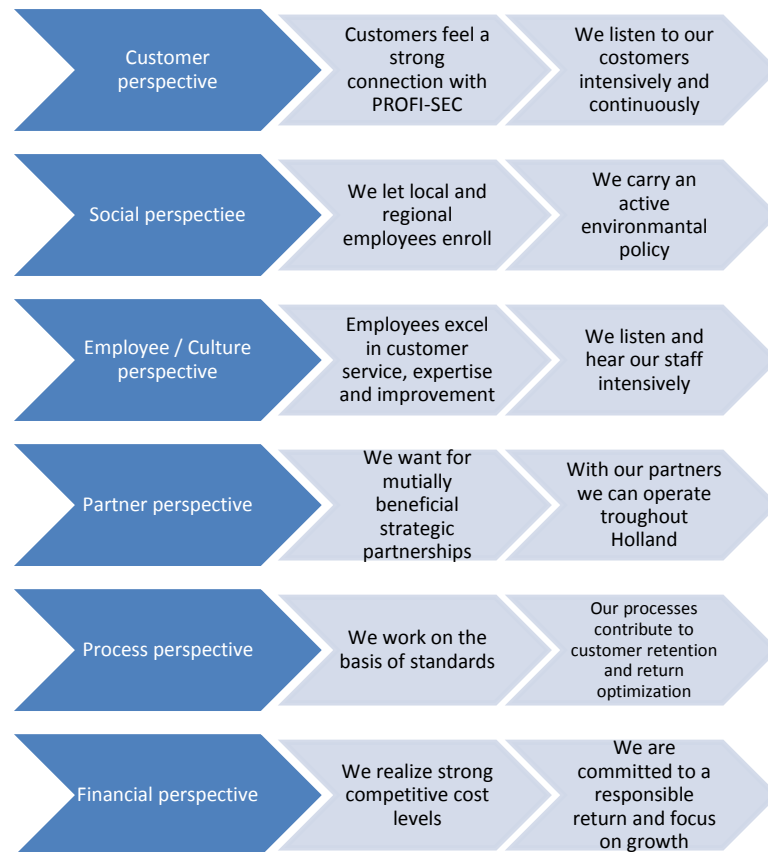 Customer
perspective
Customers feel a
strong
connection with
PROFI-SEC
We listen to our
costomers
intensively and
continuously
Social perspectiee
We let local and
regional
employees enroll
We carry an
active
environmantal
policy
Employee / Culture
perspective
Employees excel
in customer
service, expertise
and improvement
We listen and
hear our staff
intensively
Partner perspective
We want for
mutially
beneficial
strategic
partnerships
With our partners
we can operate
troughout
Holland
Process perspective
We work on the
basis of standards
Our processes
contribute to
customer retention
and return
optimization
Financial perspective
We realize strong
competitive cost
levels
We are
committed to a
responsible
return and focus
on growth